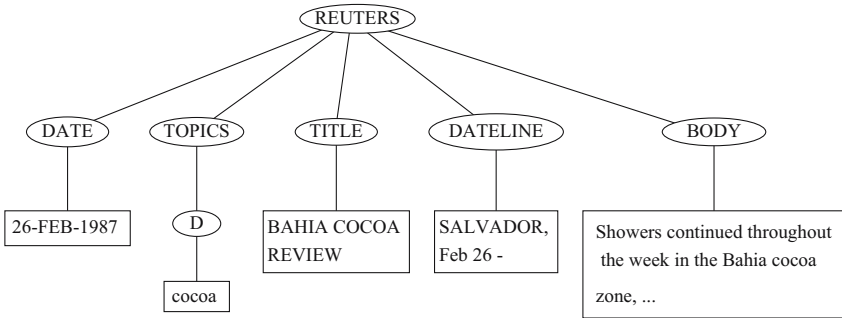 REUTERS
DATE
TOPICS
TITLE
DATELINE
BODY
26-FEB-1987
D
cocoa
BAHIA COCOA
REVIEW
SALVADOR,
Feb 26 -
Showers continued throughout
the week in the Bahia cocoa
zone, ...